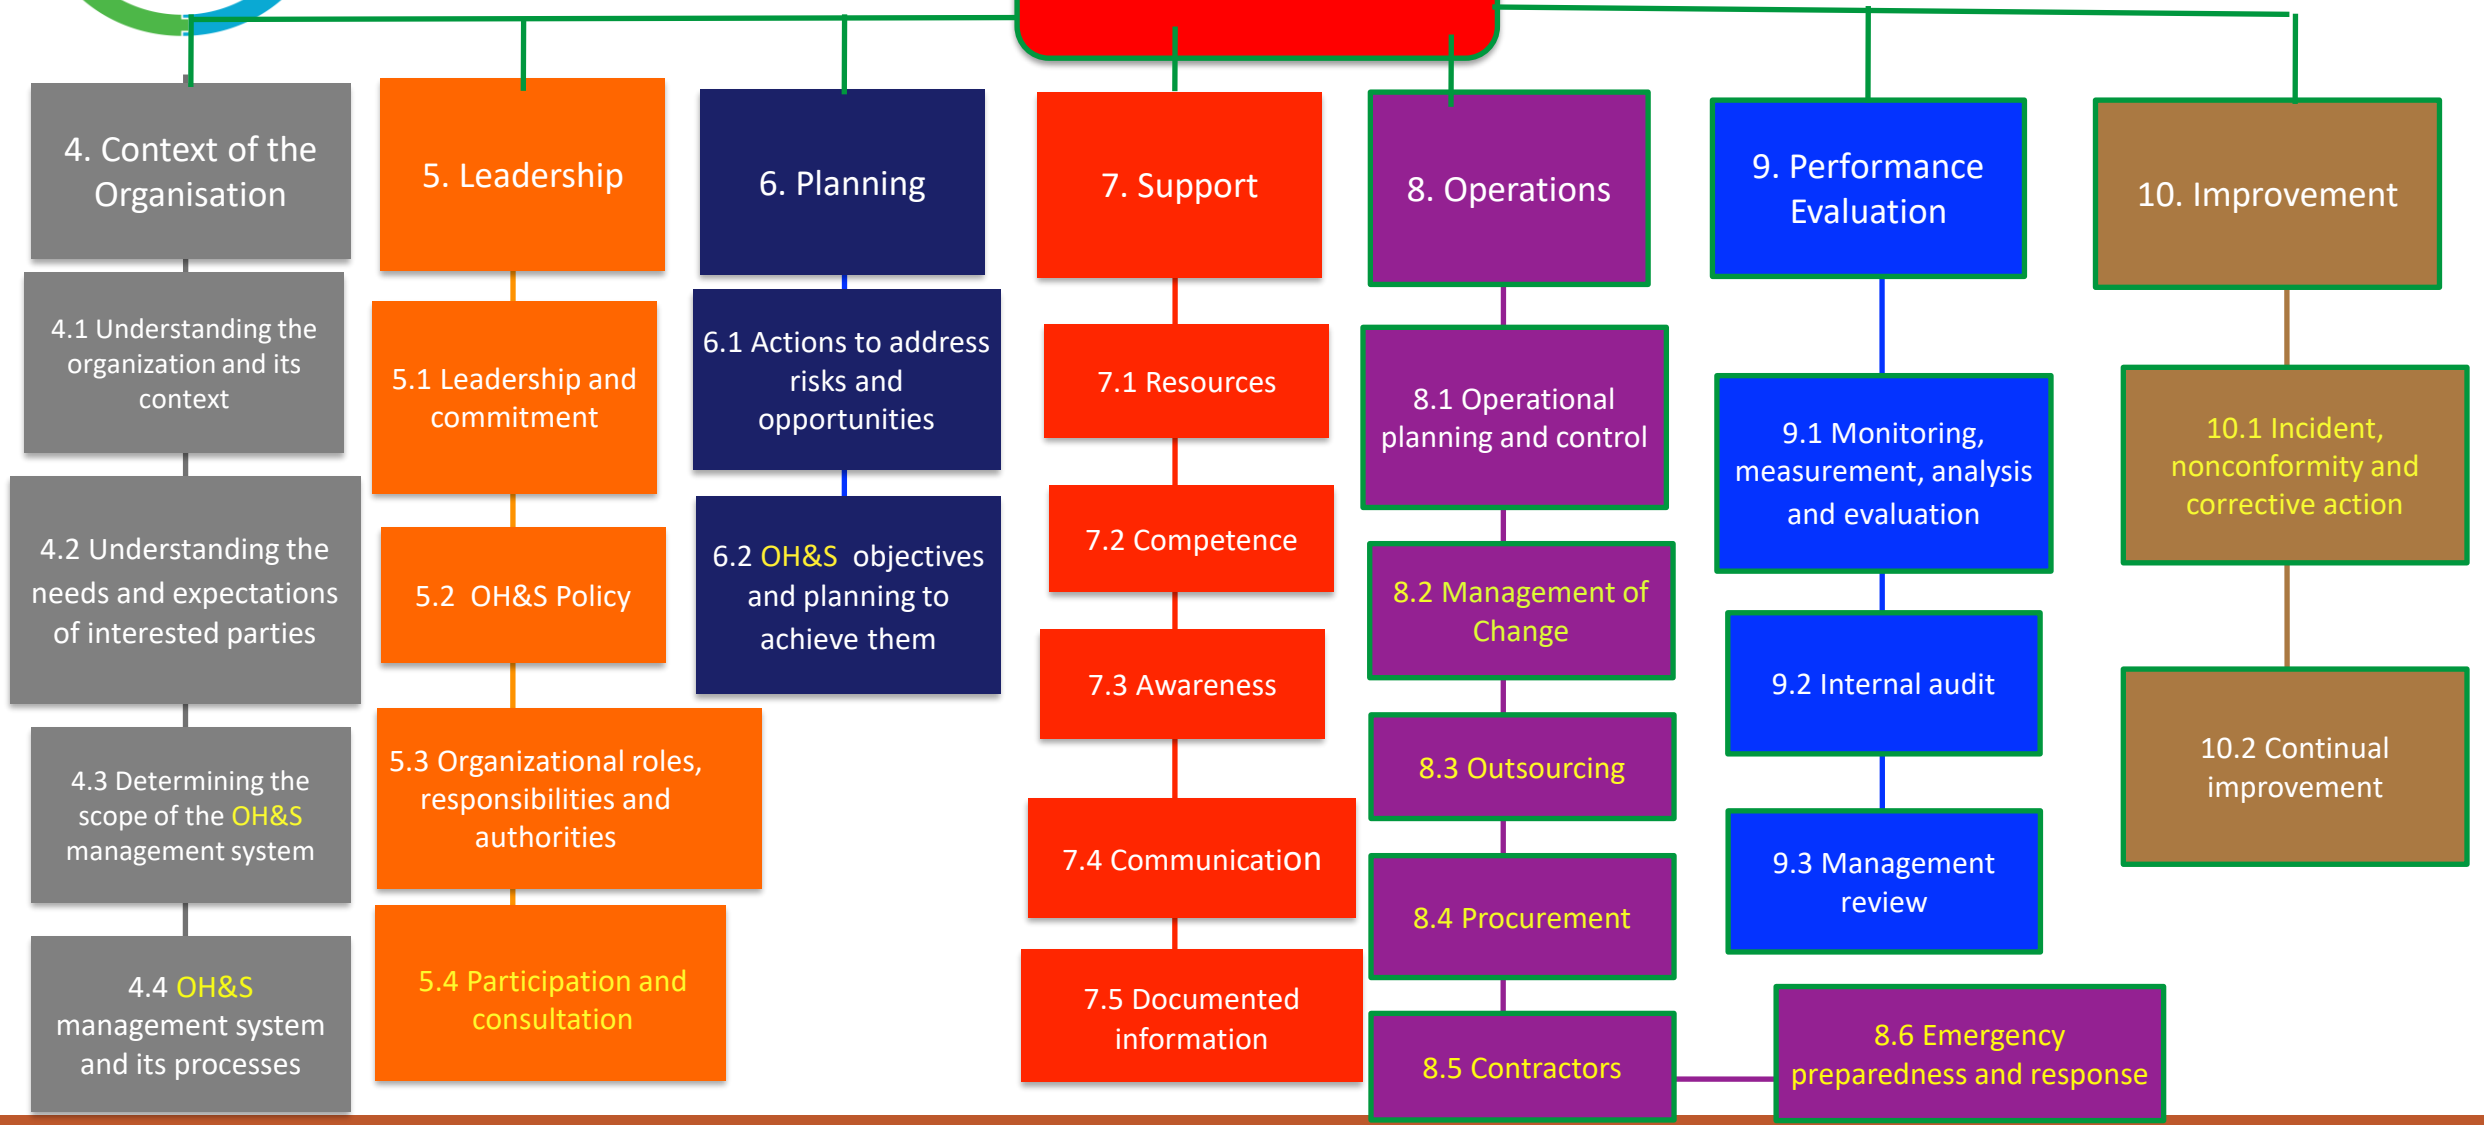 4. Context of the
Organisation
4.1 Understanding the
organization and its
context
4.2 Understanding the
needs and expectations
of interested parties
4.3 Determining the
scope of the OH&S
management system
4.4 OH&S
management system
and its processes
5. Leadership
5.1 Leadership and
commitment
5.2 OH&S Policy
5.3 Organizational roles,
responsibilities and
authorities
5.4 Participation and
consultation
6. Planning
6.1 Actions to address
risks and
opportunities
6.2 OH&S objectives
and planning to
achieve them
7. Support
7.1 Resources
7.2 Competence
7.3 Awareness
7.4 Communication
7.5 Documented
information
8. Operations
8.1 Operational
planning and control
8.2 Management of
Change
8.3 Outsourcing
8.4 Procurement
8.5 Contractors
8.6 Emergency
preparedness and response
9. Performance
Evaluation
9.1 Monitoring,
measurement, analysis
and evaluation
9.2 Internal audit
9.3 Management
review
10. Improvement
10.1 Incident,
nonconformity and
corrective action
10.2 Continual
improvement